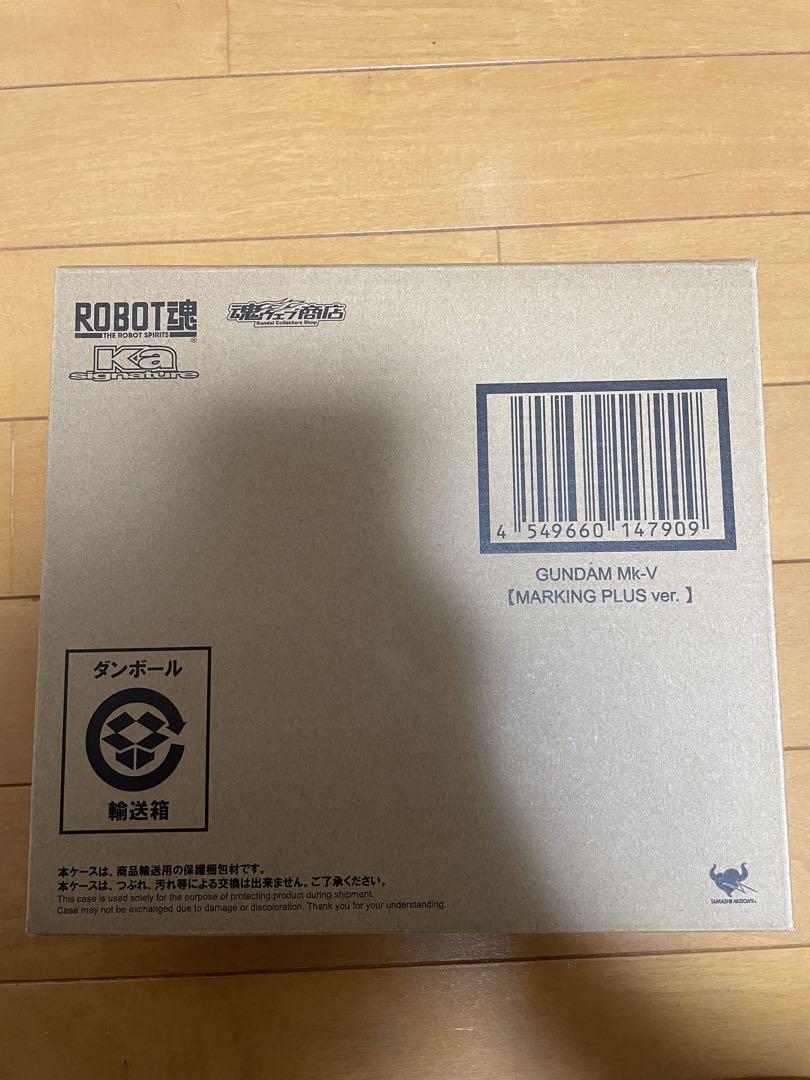 ROBOT魂
THE ROBOT SPIRITS
®
Ka
signature
魂ウェブ商店
Bandai Collectors Shop
4 549660 147909
GUNDAM Mk-V
【MARKING PLUS ver. 】
ダンボール
輸送箱
本ケースは、商品輸送用の保護梱包材です。
本ケースは、つぶれ、汚れ等による交換は出来ません。ご了承ください。
This case is used solely for the purpose of protecting product during shipment.
Case may not be exchanged due to damage or discoloration. Thank you for your understanding.
TAMASHII NATIONS®